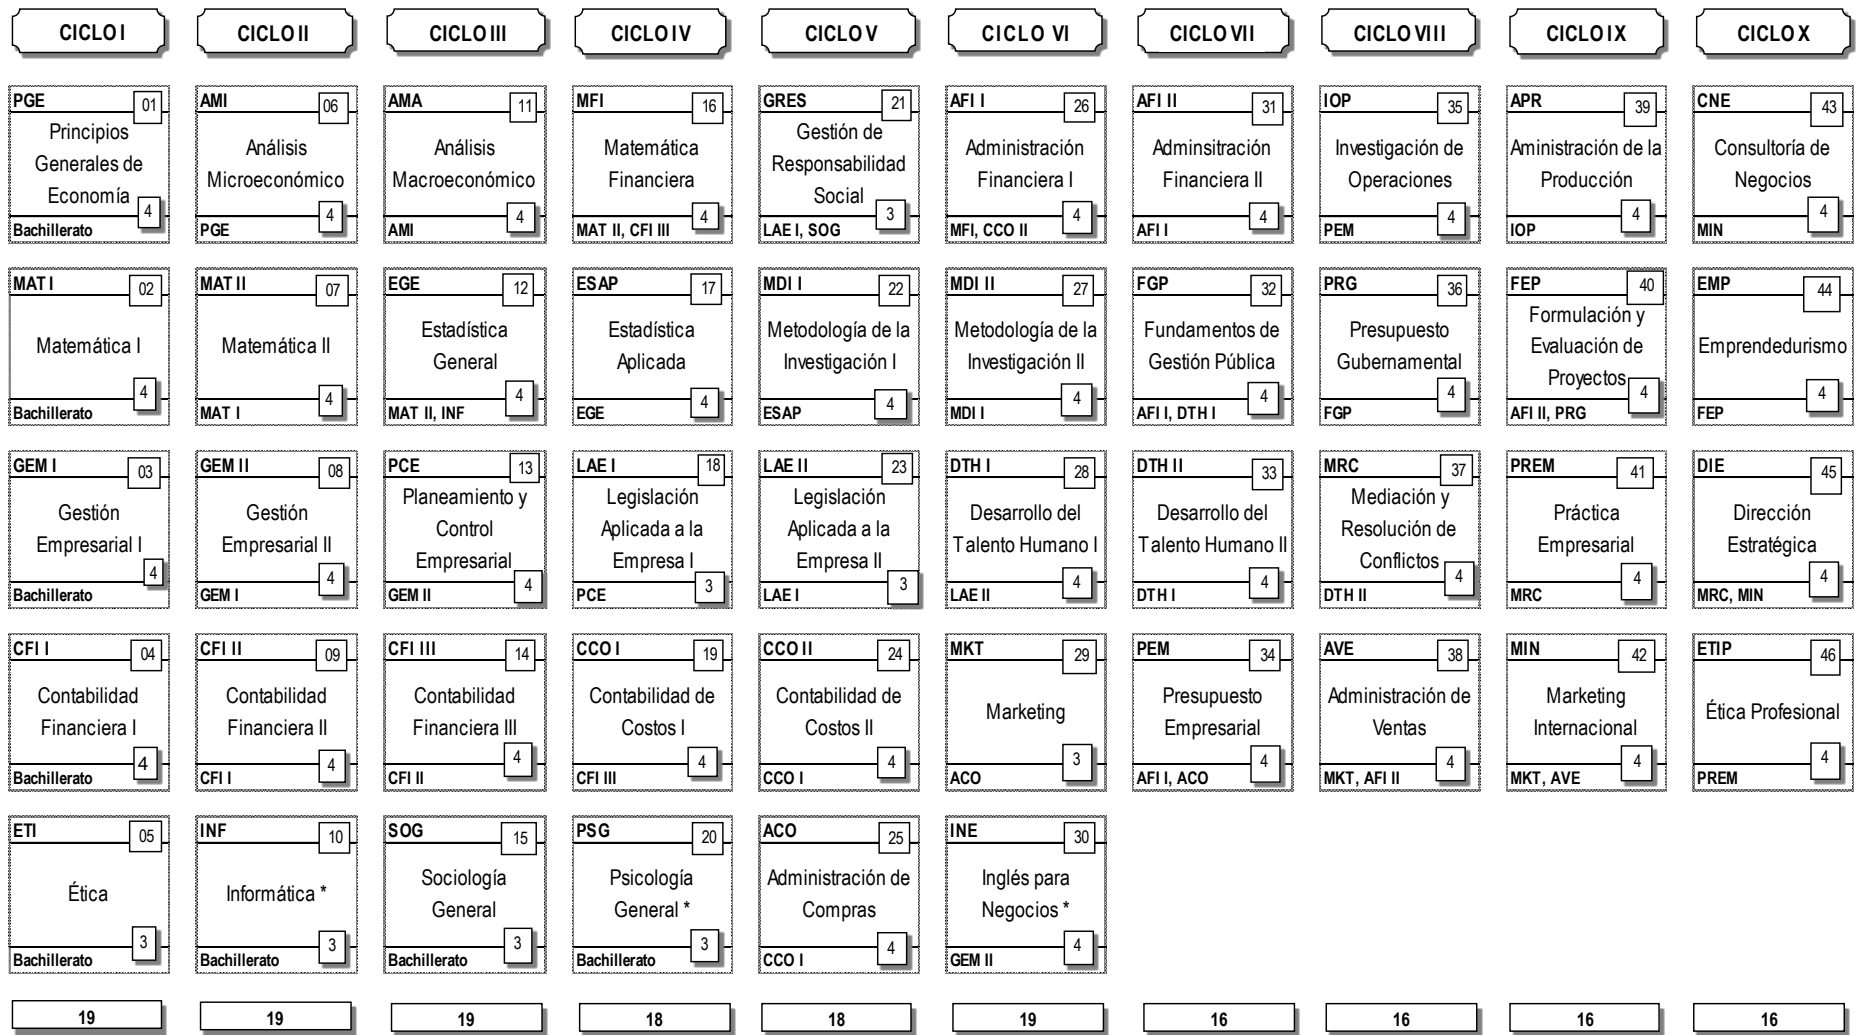 CICLO I
CICLO II
CICLO III
CICLO IV
CICLO V
CICLO VI
CICLO VII
CICLO VIII
CICLO IX
CICLO X
PGE 01
Principios
Generales de
Economía
4
Bachillerato
AMI 06
Análisis
Microeconómico
4
PGE
AMA 11
Análisis
Macroeconómico
4
AMI
MFI 16
Matemática
Financiera
4
MAT II, CFI III
GRES 21
Gestión de
Responsabilidad
Social
3
LAE I, SOG
AFI I 26
Administración
Financiera I
4
MFI, CCO II
AFI II 31
Adminsitración
Financiera II
4
AFI I
IOP 35
Investigación de
Operaciones
4
PEM
APR 39
Aministración de la
Producción
4
IOP
CNE 43
Consultoría de
Negocios
4
MIN
MAT I 02
Matemática I
4
Bachillerato
MAT II 07
Matemática II
4
MAT I
EGE 12
Estadística
General
4
MAT II, INF
ESAP 17
Estadística
Aplicada
4
EGE
MDI I 22
Metodología de la
Investigación I
4
ESAP
MDI II 27
Metodología de la
Investigación II
4
MDI I
FGP 32
Fundamentos de
Gestión Pública
4
AFI I, DTH I
PRG 36
Presupuesto
Gubernamental
4
FGP
FEP 40
Formulación y
Evaluación de
Proyectos
4
AFI II, PRG
EMP 44
Emprendedurismo
4
FEP
GEM I 03
Gestión
Empresarial I
4
Bachillerato
GEM II 08
Gestión
Empresarial II
4
GEM I
PCE 13
Planeamiento y
Control
Empresarial
4
GEM II
LAE I 18
Legislación
Aplicada a la
Empresa I
3
PCE
LAE II 23
Legislación
Aplicada a la
Empresa II
3
LAE I
DTH I 28
Desarrollo del
Talento Humano I
4
LAE II
DTH II 33
Desarrollo del
Talento Humano II
4
DTH I
MRC 37
Mediación y
Resolución de
Conflictos
4
DTH II
PREM 41
Práctica
Empresarial
4
MRC
DIE 45
Dirección
Estratégica
4
MRC, MIN
CFI I 04
Contabilidad
Financiera I
4
Bachillerato
CFI II 09
Contabilidad
Financiera II
4
CFI I
CFI III 14
Contabilidad
Financiera III
4
CFI II
CCO I 19
Contabilidad de
Costos I
4
CFI III
CCO II 24
Contabilidad de
Costos II
4
CCO I
MKT 29
Marketing
3
ACO
PEM 34
Presupuesto
Empresarial
4
AFI I, ACO
AVE 38
Administración de
Ventas
4
MKT, AFI II
MIN 42
Marketing
Internacional
4
MKT, AVE
ETIP 46
Ética Profesional
4
PREM
ETI 05
Ética
3
Bachillerato
INF 10
Informática *
3
Bachillerato
SOG 15
Sociología
General
3
Bachillerato
PSG 20
Psicología
General *
3
Bachillerato
ACO 25
Administración de
Compras
4
CCO I
INE 30
Inglés para
Negocios *
4
GEM II
19
19
19
18
18
19
16
16
16
16